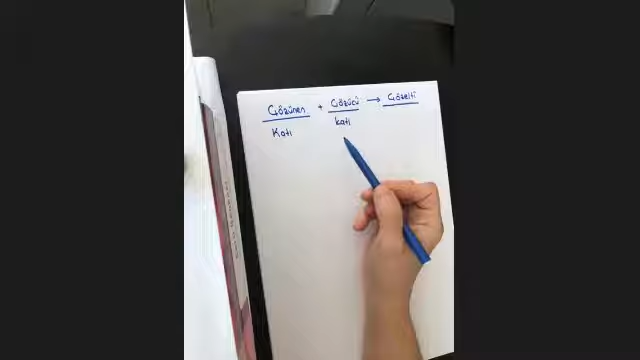 Çözünen + Çözücü → Çözelti
Katı katı